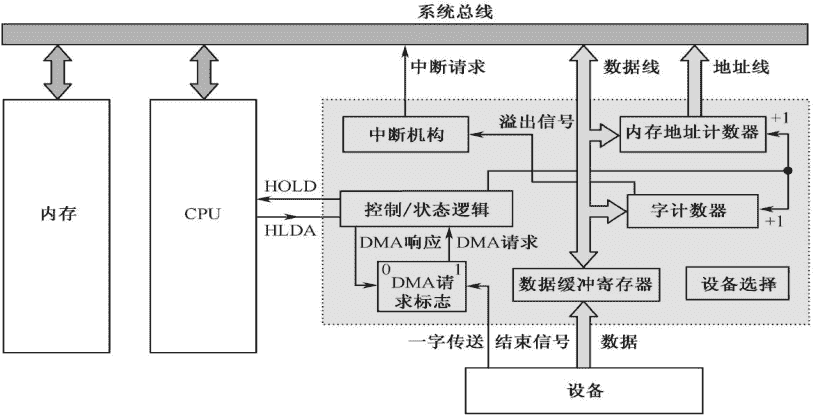 系统总线
中断请求
数据线
地址线
溢出信号
+1
中断机构
内存地址计数器
HOLD
内存
CPU
控制/状态逻辑
字计数器
+1
HLDA
DMA响应
DMA请求
0
1
DMA请
求标志
数据缓冲寄存器
设备选择
一字传送
结束信号
数据
设备